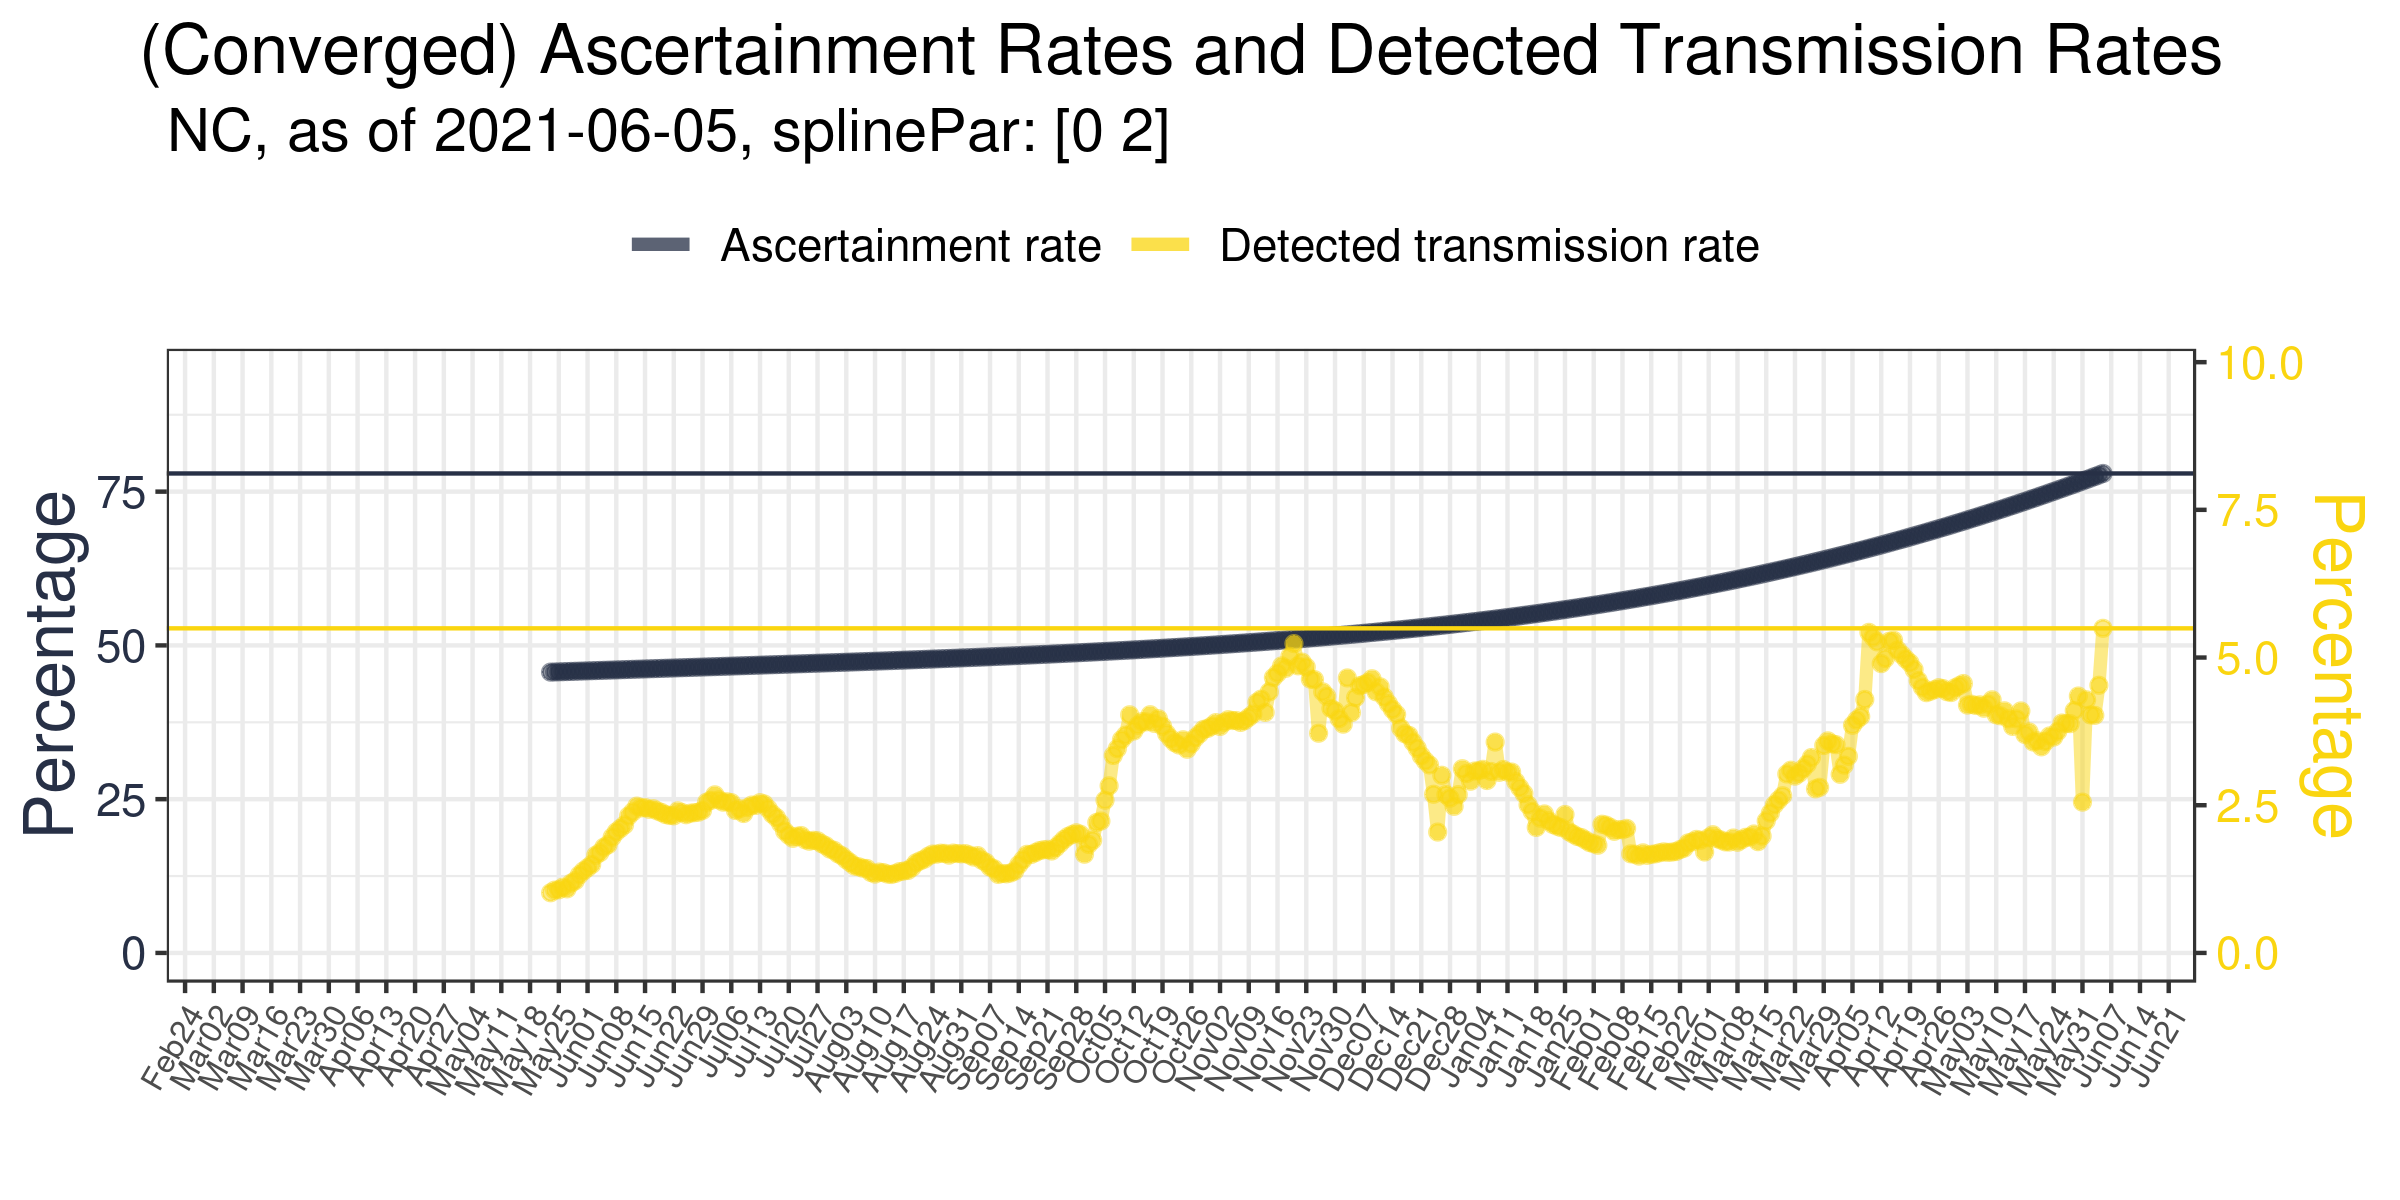 (Converged) Ascertainment Rates and Detected Transmission Rates
NC, as of 2021-06-05, splinePar: [0 2]
Ascertainment rate Detected transmission rate
Percentage
75
50
25
0
10.0
7.5
5.0
2.5
0.0
Percentage
Feb24 Mar02 Mar09 Mar16 Mar23 Mar30 Apr06 Apr13 Apr20 Apr27 May04 May11 May18 May25 Jun01 Jun08 Jun15 Jun22 Jun29 Jul06 Jul13 Jul20 Jul27 Aug03 Aug10 Aug17 Aug24 Aug31 Sep07 Sep14 Sep21 Sep28 Oct05 Oct12 Oct19 Oct26 Nov02 Nov09 Nov16 Nov23 Nov30 Dec07 Dec14 Dec21 Dec28 Jan04 Jan11 Jan18 Jan25 Feb01 Feb08 Feb15 Feb22 Mar01 Mar08 Mar15 Mar22 Mar29 Apr05 Apr12 Apr19 Apr26 May03 May10 May17 May24 May31 Jun07 Jun14 Jun21